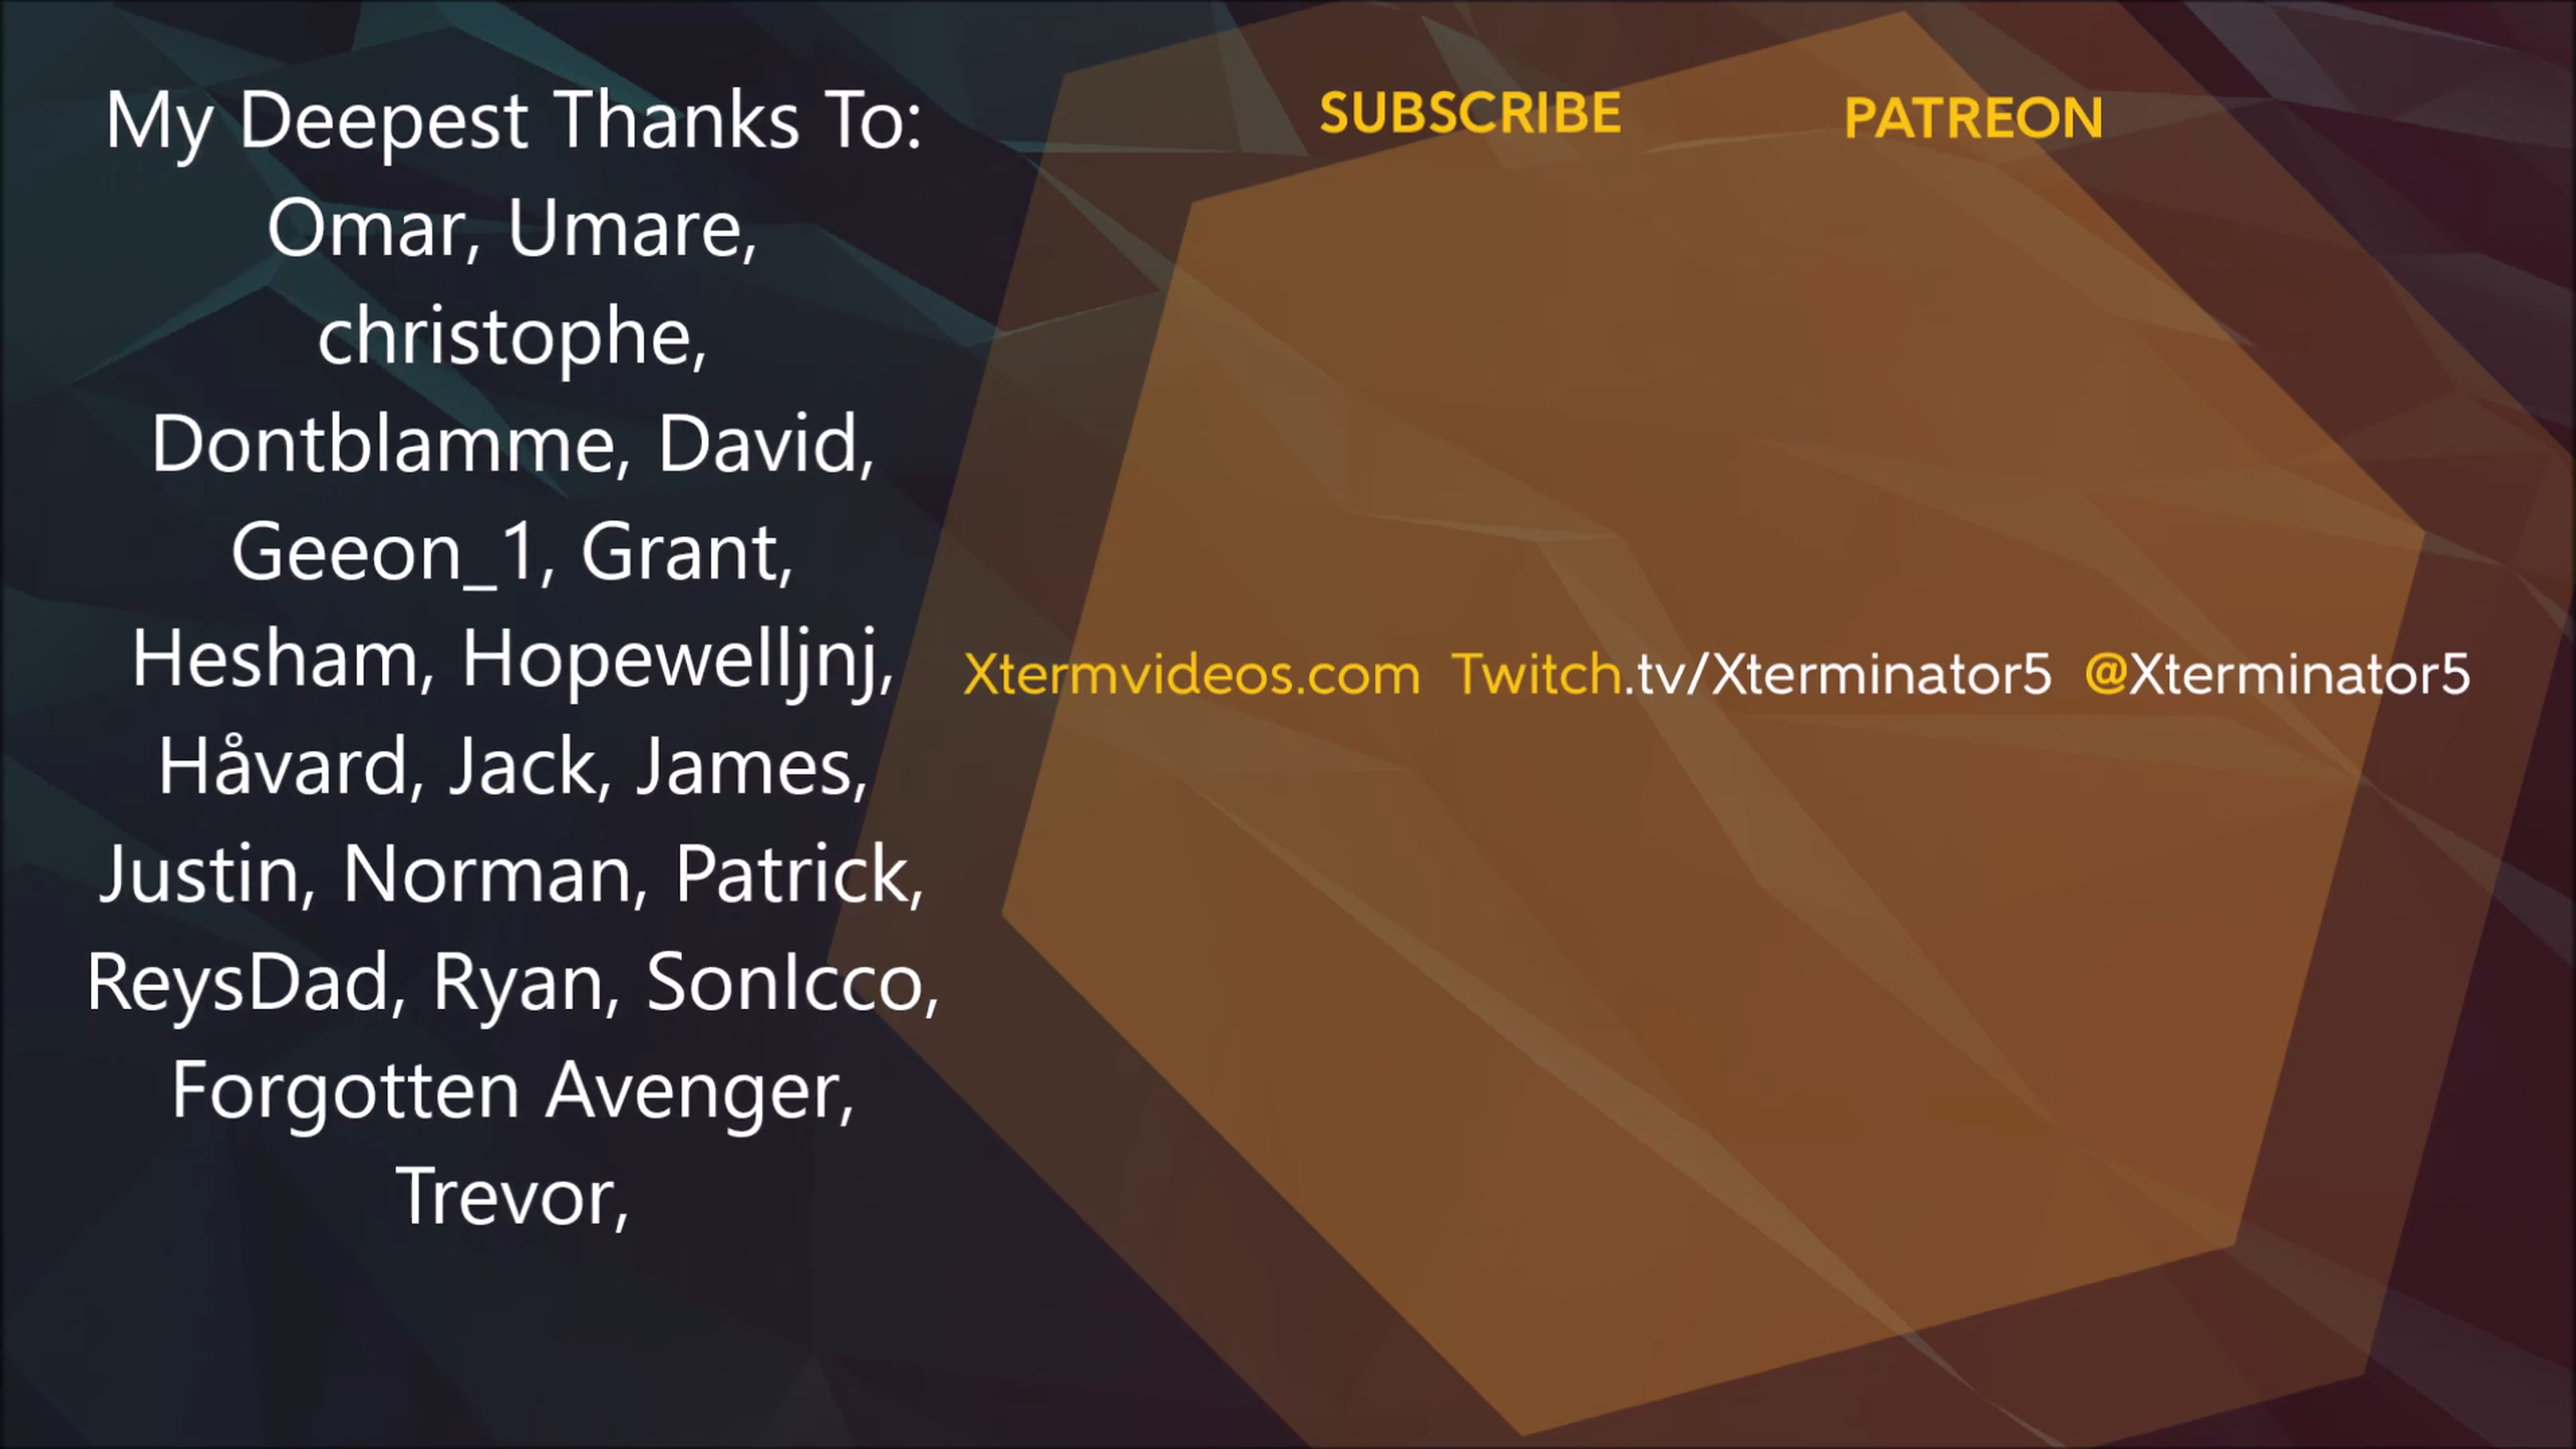 My Deepest Thanks To:
Omar, Umare,
christophe,
Dontblamme, David,
Geeon_1, Grant,
Hesham, Hopewelljnj,
Håvard, Jack, James,
Justin, Norman, Patrick,
ReysDad, Ryan, SonIcco,
Forgotten Avenger,
Trevor,
SUBSCRIBE
PATREON
Xtermvideos.com Twitch.tv/Xterminator5 @Xterminator5